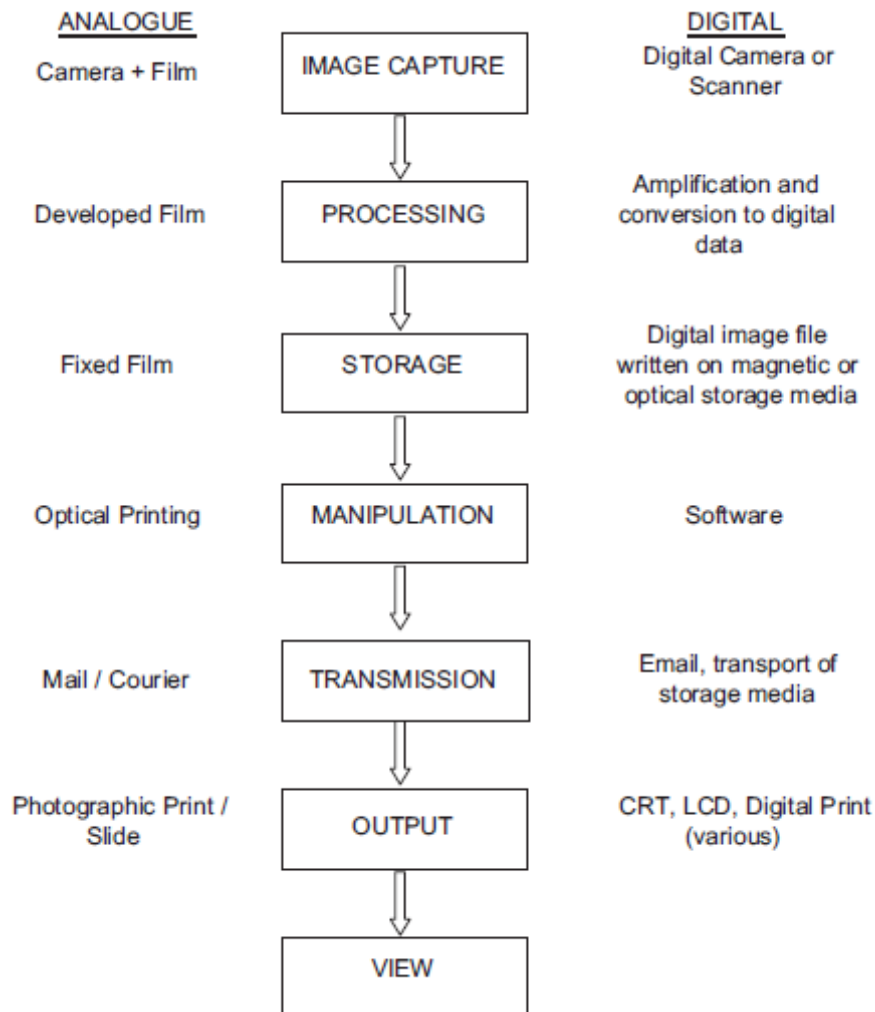 ANALOGUE
DIGITAL
Camera + Film
IMAGE CAPTURE
Digital Camera or
Scanner
Developed Film
PROCESSING
Amplification and
conversion to digital
data
Fixed Film
STORAGE
Digital image file
written on magnetic or
optical storage media
Optical Printing
MANIPULATION
Software
Mail / Courier
TRANSMISSION
Email, transport of
storage media
Photographic Print /
Slide
OUTPUT
CRT, LCD, Digital Print
(various)
VIEW